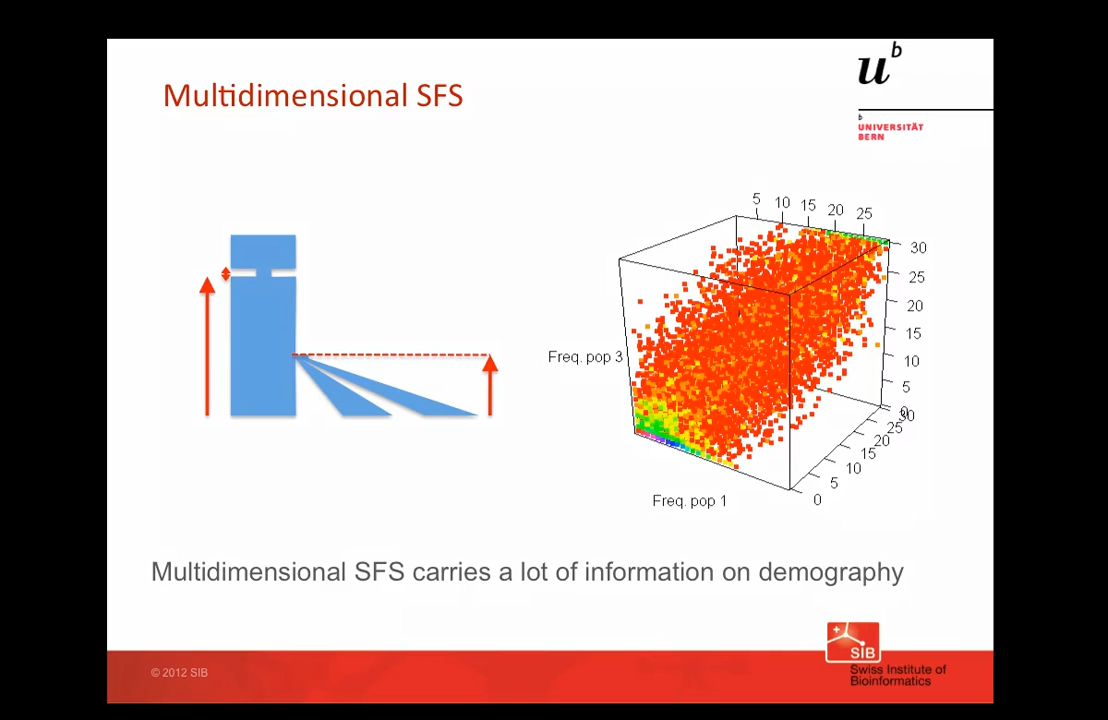 Multidimensional SFS
u b
b
UNIVERSITÄT
BERN
5 10 15 20 25
30
25
20
15
10
5
0
30
25
20
15
10
5
0
Freq. pop 3
Freq. pop 1
Multidimensional SFS carries a lot of information on demography
© 2012 SIB
SIB
Swiss Institute of
Bioinformatics